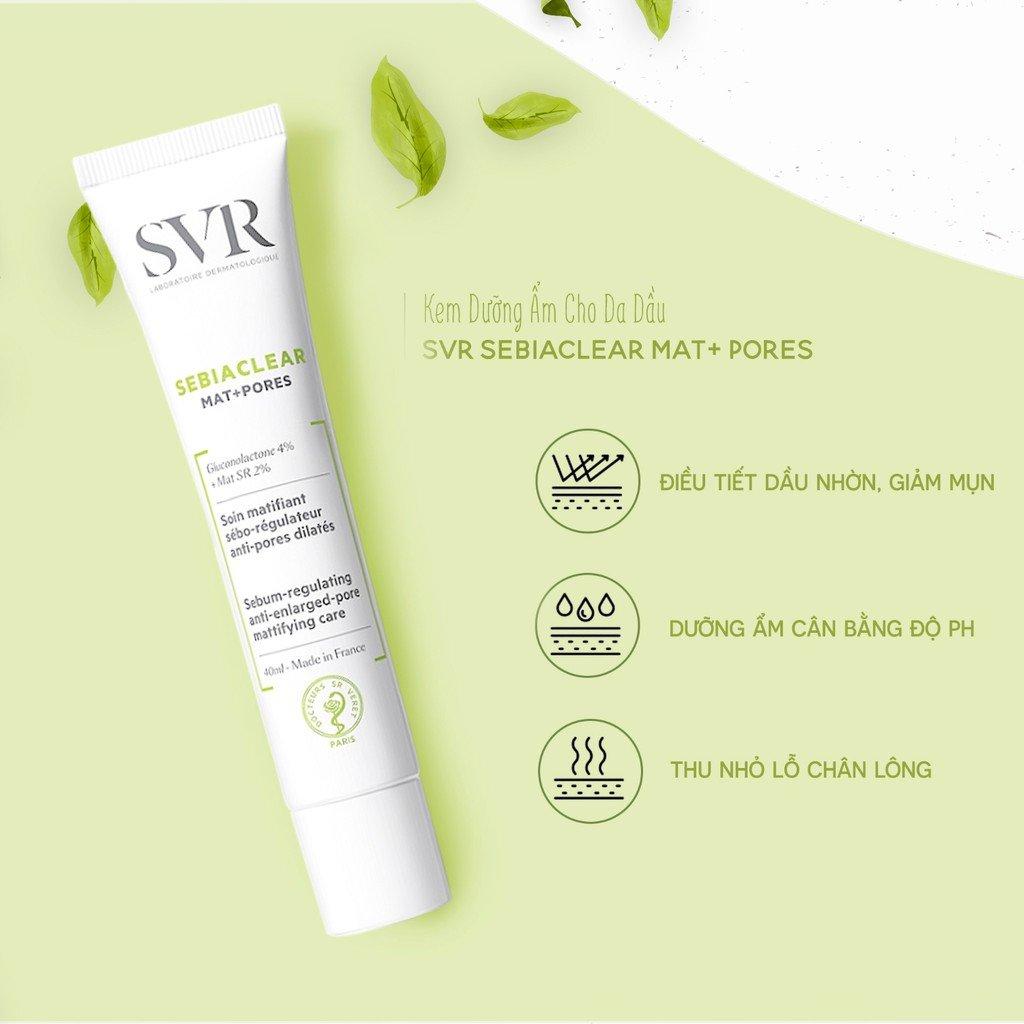 SVR
LABORATOIRE DERMATOLOGIQUE
SEBIACLEAR
MAT+PORES
Gluconolactone 4%
+ Mat SR 2%
Soin matifiant
sébo-régulateur
anti-pores dilatés
Sebum-regulating
anti-enlarged-pore
mattifying care
40ml - Made in France
DOCTEURS SR VERET
PARIS
Kem Dưỡng Ẩm Cho Da Dầu
SVR SEBIACLEAR MAT+ PORES
ĐIỀU TIẾT DẦU NHỜN, GIẢM MỤN
DƯỠNG ẨM CÂN BẰNG ĐỘ PH
THU NHỎ LỖ CHÂN LÔNG